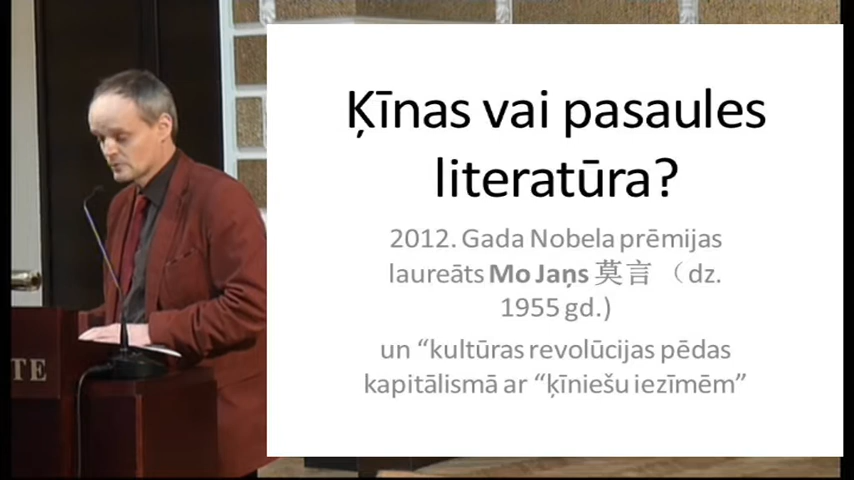 Ķīnas vai pasaules
literatūra?
2012. Gada Nobela prēmijas
laureāts Mo Jaņs 莫言 （dz.
1955 gd.)
un “kultūras revolūcijas pēdas
kapitālismā ar “ķīniešu iezīmēm”
TE